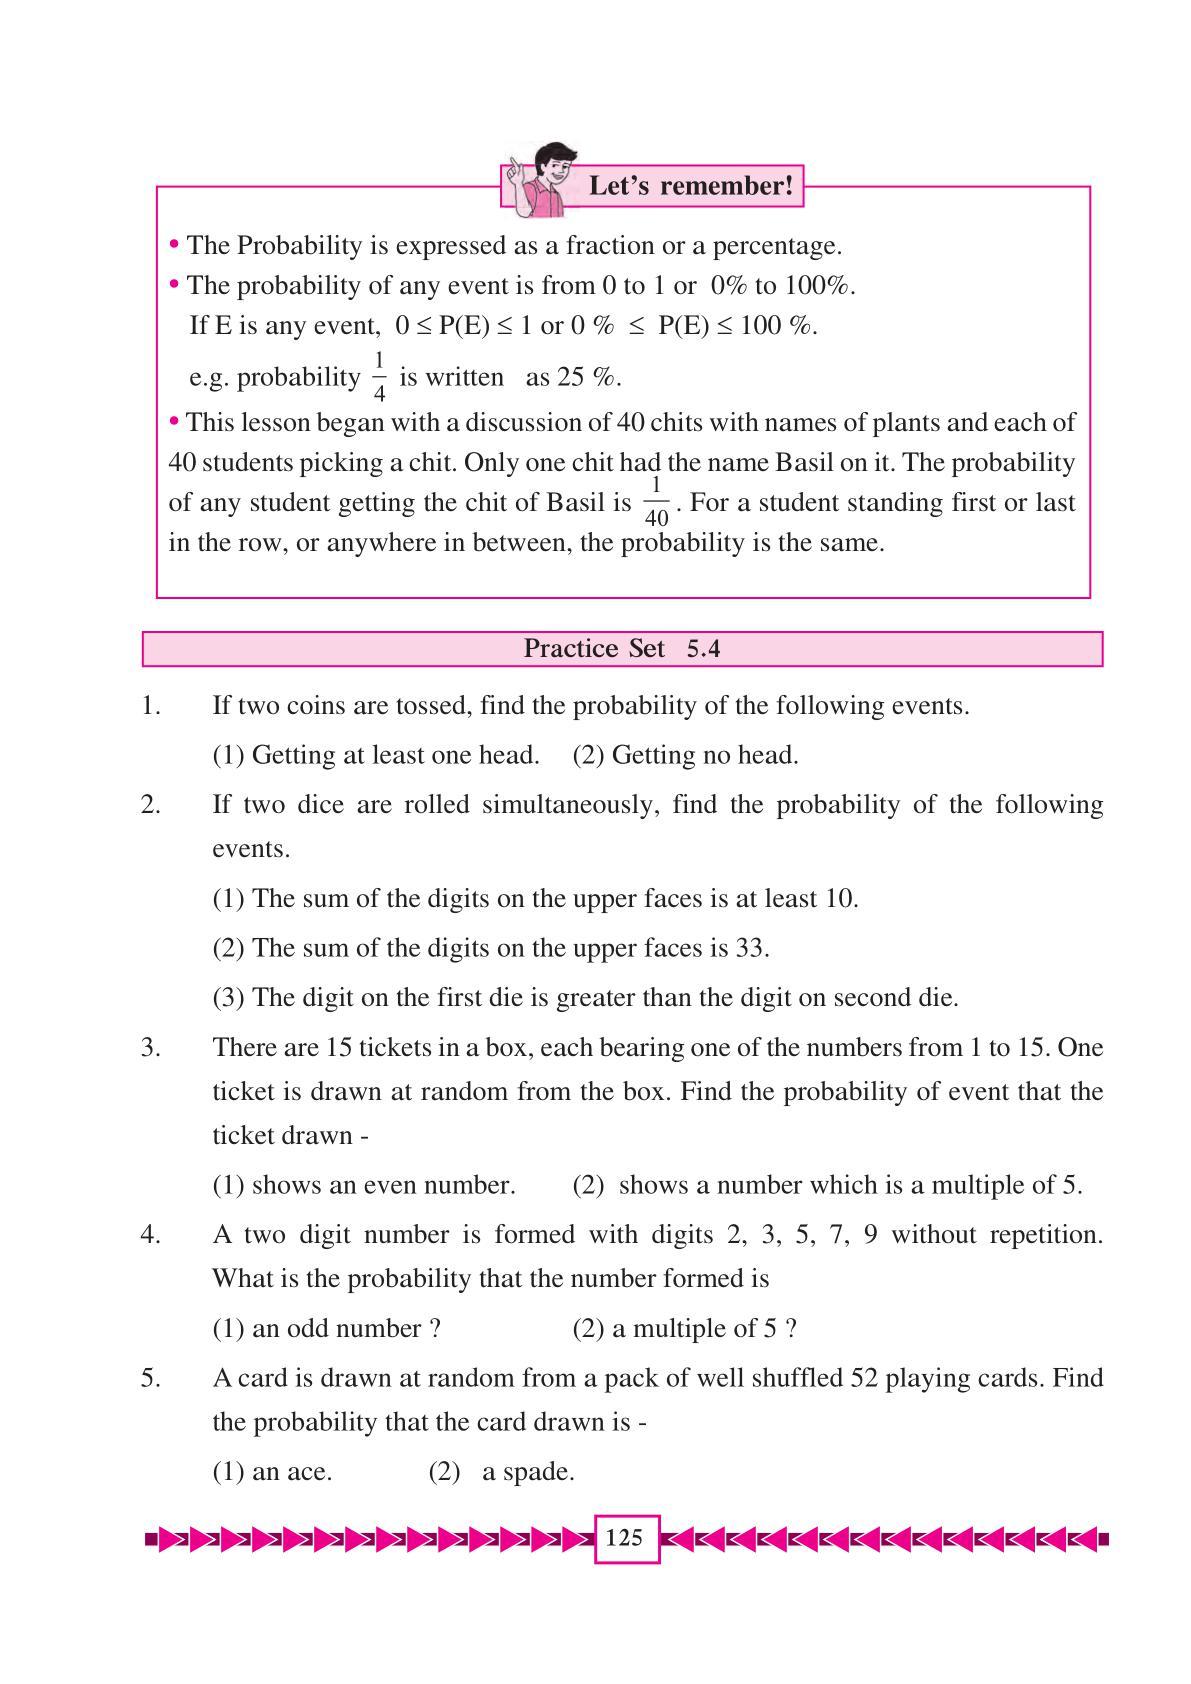 Let’s remember!
• The Probability is expressed as a fraction or a percentage.
• The probability of any event is from 0 to 1 or 0% to 100%.
If E is any event, 0 ≤ P(E) ≤ 1 or 0 % ≤ P(E) ≤ 100 %.
e.g. probability 1/4 is written as 25 %.
• This lesson began with a discussion of 40 chits with names of plants and each of
40 students picking a chit. Only one chit had the name Basil on it. The probability
of any student getting the chit of Basil is 1/40 . For a student standing first or last
in the row, or anywhere in between, the probability is the same.
Practice Set 5.4
1. If two coins are tossed, find the probability of the following events.
(1) Getting at least one head. (2) Getting no head.
2. If two dice are rolled simultaneously, find the probability of the following
events.
(1) The sum of the digits on the upper faces is at least 10.
(2) The sum of the digits on the upper faces is 33.
(3) The digit on the first die is greater than the digit on second die.
3. There are 15 tickets in a box, each bearing one of the numbers from 1 to 15. One
ticket is drawn at random from the box. Find the probability of event that the
ticket drawn -
(1) shows an even number. (2) shows a number which is a multiple of 5.
4. A two digit number is formed with digits 2, 3, 5, 7, 9 without repetition.
What is the probability that the number formed is
(1) an odd number ? (2) a multiple of 5 ?
5. A card is drawn at random from a pack of well shuffled 52 playing cards. Find
the probability that the card drawn is -
(1) an ace. (2) a spade.
125